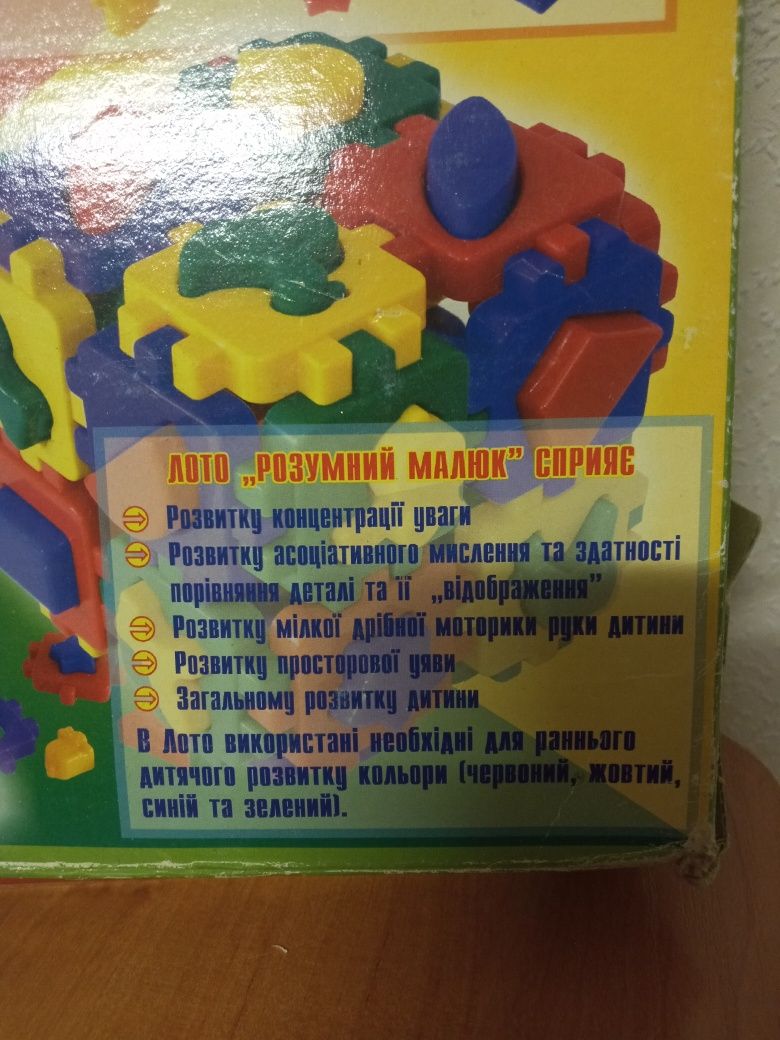 ЛОТО „РОЗУМНИЙ МАЛЮК” СПРИЯЄ
Розвитку концентрації уваги
Розвитку асоціативного мислення та здатності
порівняння деталі та її „відображення”
Розвитку мілкої дрібної моторики руки дитини
Розвитку просторової уяви
Загальному розвитку дитини
В Лото використані необхідні для раннього
дитячого розвитку кольори (червоний, жовтий,
синій та зелений).